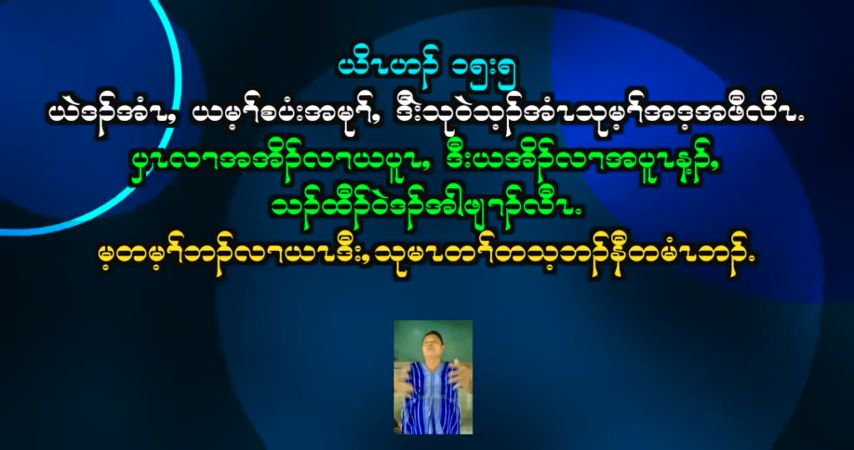 ယိၤဟၣ် ၁၅း၅
ယဲဒၣ်အံၤ, ယမ့ၢ်စပံးအမုၢ်, ဒီးသုဝဲသ့ၣ်အံၤသုမ့ၢ်အဒ့အဖီလီၤ.
ပှၤလၢအအိၣ်လၢယပူၤ, ဒီးယအိၣ်လၢအပူၤန့ၣ်,
သၣ်ထီၣ်ဝဲဒၣ်အါဖျၢၣ်လီၤ.
မ့တမ့ၢ်ဘၣ်လၢယၤဒီး, သုမၤတၢ်တသ့ဘၣ်နီတမံၤဘၣ်.